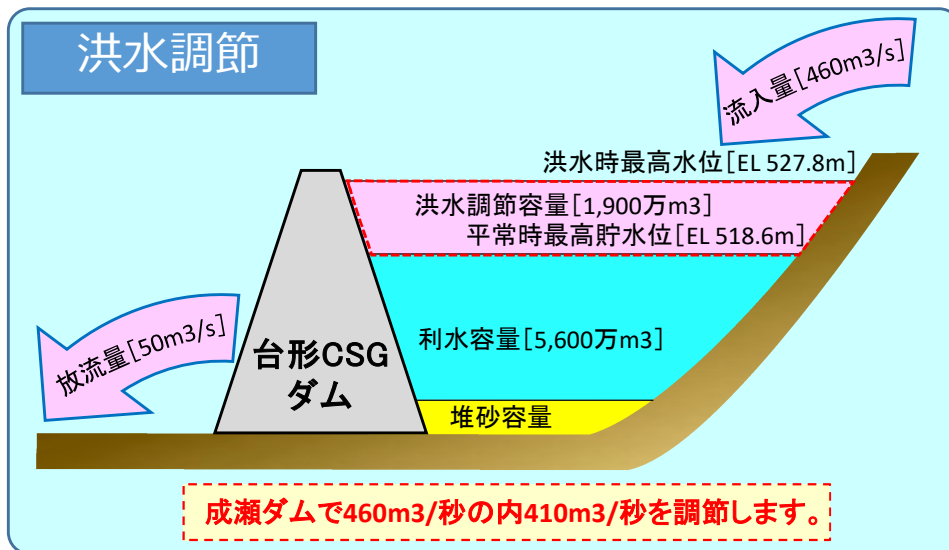 洪水調節
流入量[460m3/s]
洪水時最高水位[EL 527.8m]
洪水調節容量[1,900万m3]
平常時最高貯水位[EL 518.6m]
放流量[50m3/s]
台形CSG
ダム
利水容量[5,600万m3]
堆砂容量
成瀬ダムで460m3/秒の内410m3/秒を調節します。